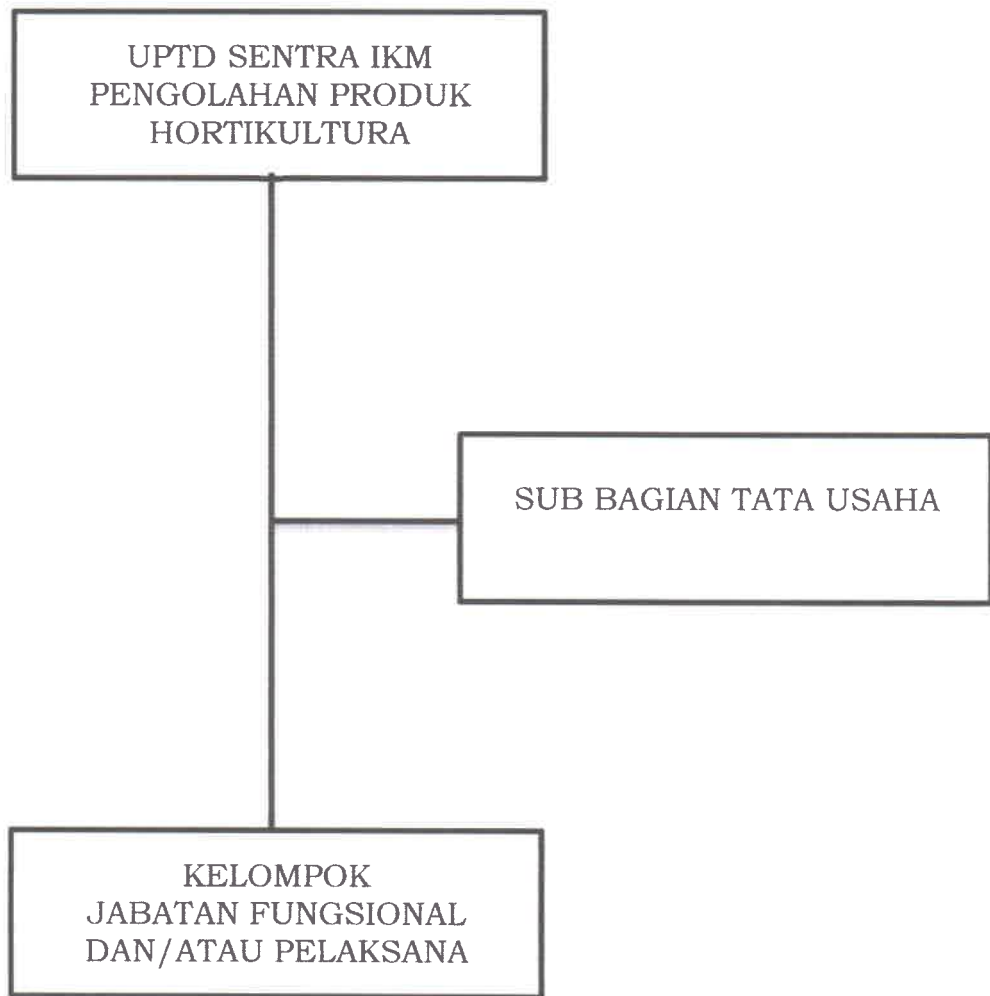 UPTD SENTRA IKM
PENGOLAHAN PRODUK
HORTIKULTURA
SUB BAGIAN TATA USAHA
KELOMPOK
JABATAN FUNGSIONAL
DAN/ATAU PELAKSANA